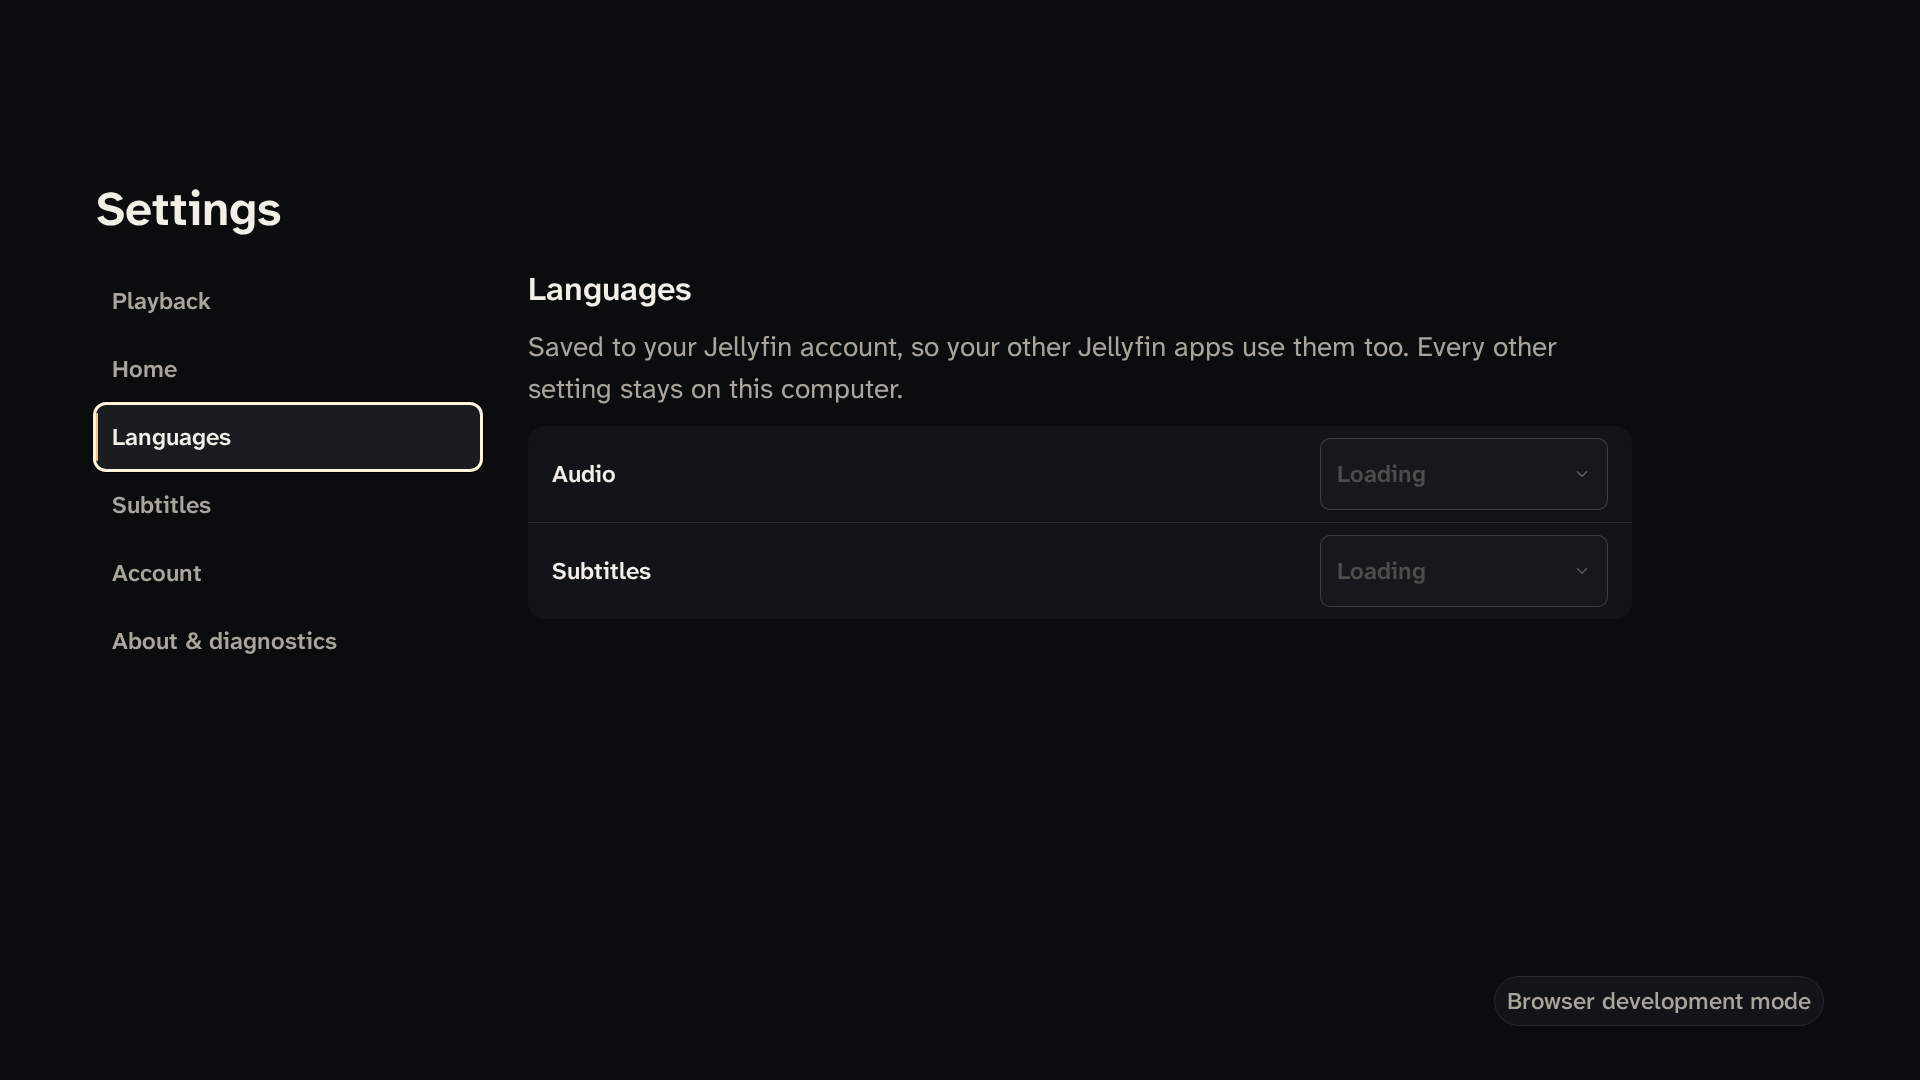 Settings
Playback
Home
Languages
Subtitles
Account
About & diagnostics
Languages
Saved to your Jellyfin account, so your other Jellyfin apps use them too. Every other
setting stays on this computer.
Audio
Loading
Subtitles
Loading
Browser development mode